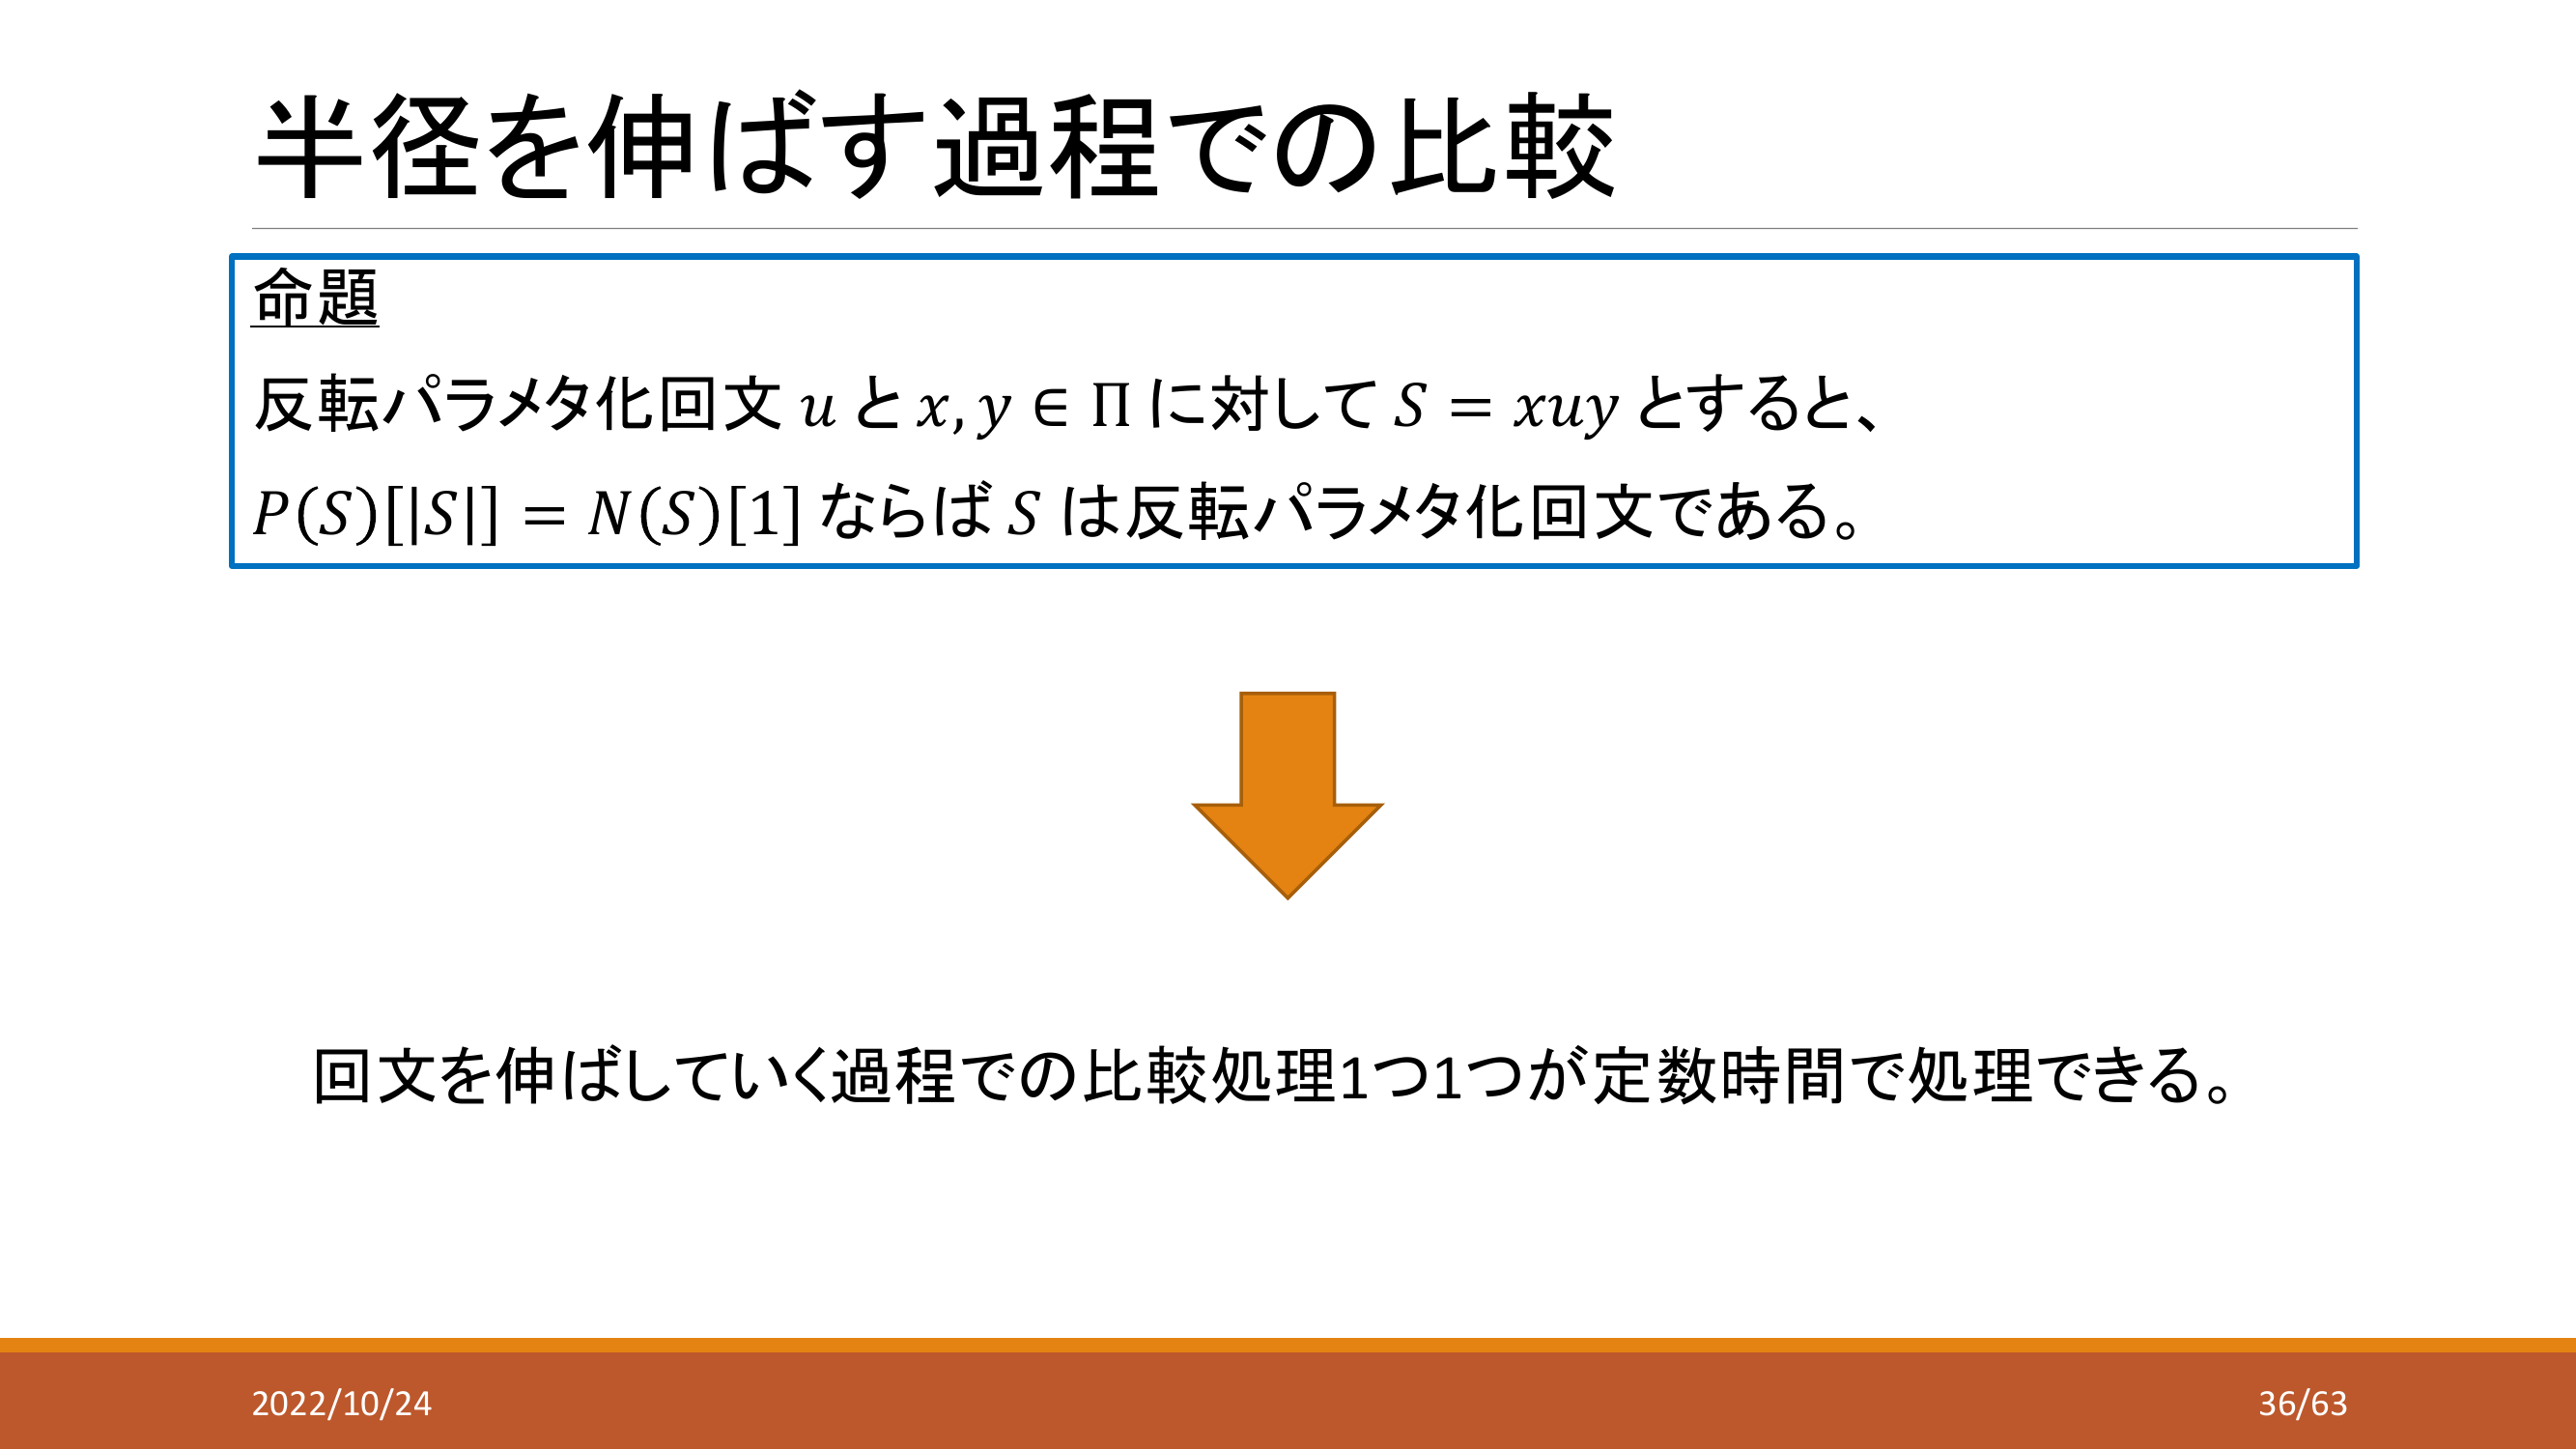 半径を伸ばす過程での比較
命題
反転パラメタ化回文 u と x, y ∈ Π に対して S = xuy とすると、
P(S)[|S|] = N(S)[1] ならば S は反転パラメタ化回文である。
回文を伸ばしていく過程での比較処理1つ1つが定数時間で処理できる。
2022/10/24
36/63